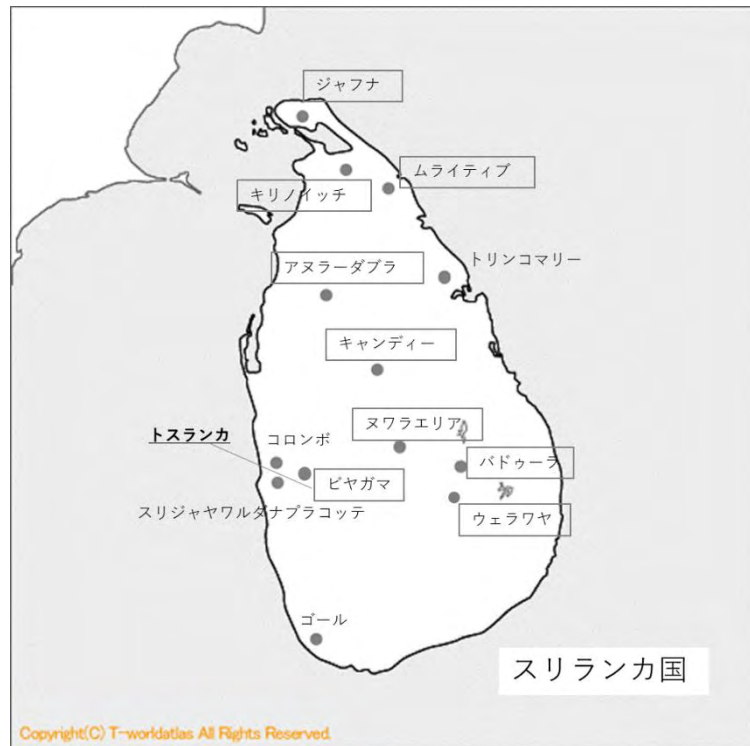 ジャフナ
ムライティブ
キリノイッチ
トリンコマリー
アヌラーダプラ
キャンディー
ヌワラエリア
トスランカ
コロンボ
バドゥーラ
ビヤガマ
スリジャヤワルダナプラコッテ
ウェラワヤ
ゴール
スリランカ国
Copyright(C) T-worldatlas All Rights Reserved.